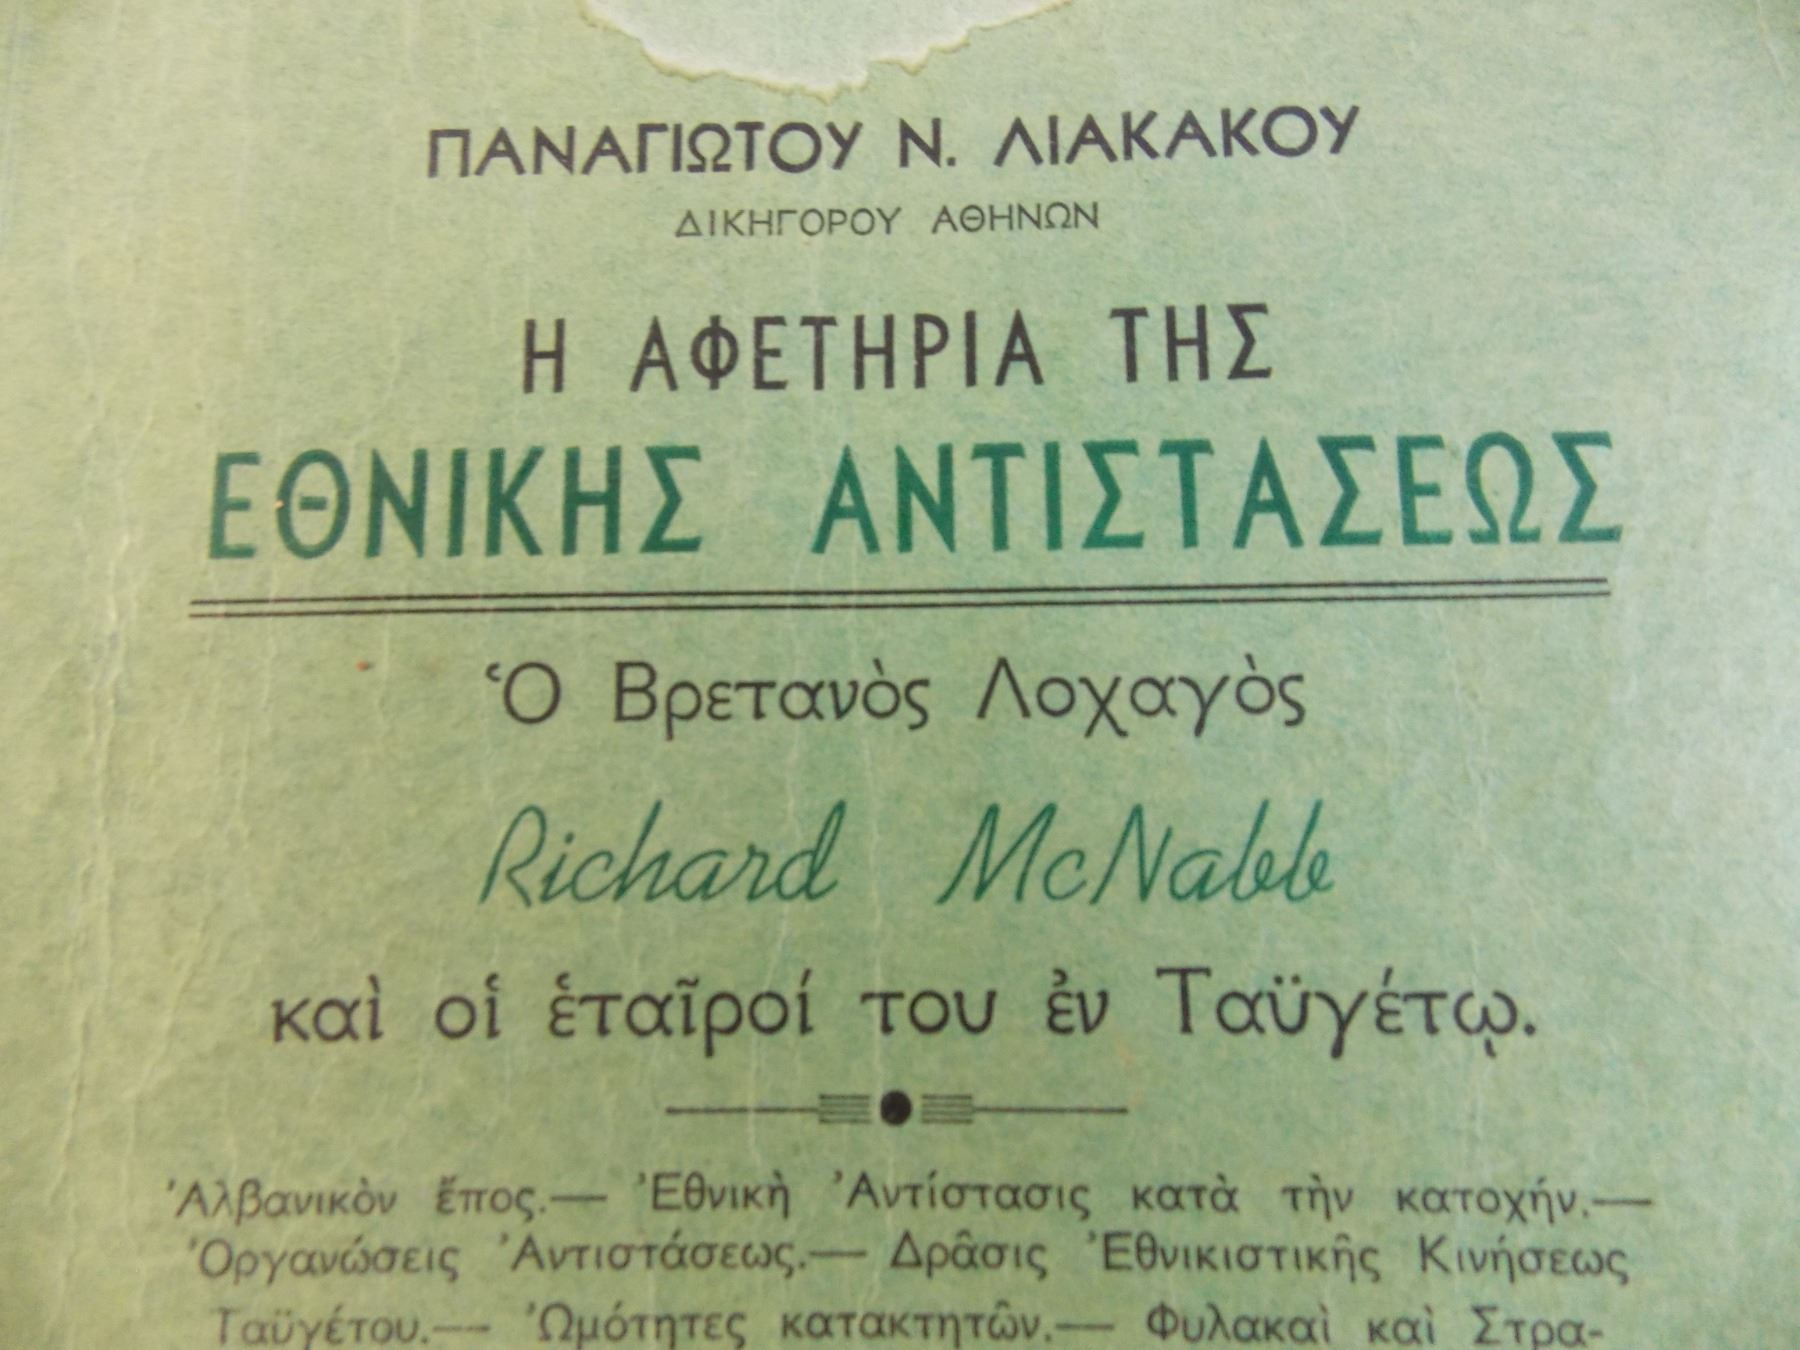 ΠΑΝΑΓΙΩΤΟΥ Ν. ΛΙΑΚΑΚΟΥ
ΔΙΚΗΓΟΡΟΥ ΑΘΗΝΩΝ
Η ΑΦΕΤΗΡΙΑ ΤΗΣ
ΕΘΝΙΚΗΣ ΑΝΤΙΣΤΑΣΕΩΣ
Ὁ Βρετανὸς Λοχαγὸς
Richard McNabb
καὶ οἱ ἑταῖροί του ἐν Ταϋγέτῳ.
Ἀλβανικὸν ἔπος.— Ἐθνικὴ Ἀντίστασις κατὰ τὴν κατοχήν.—
Ὀργανώσεις Ἀντιστάσεως.— Δρᾶσις Ἐθνικιστικῆς Κινήσεως
Ταϋγέτου.— Ὠμότητες κατακτητῶν.— Φυλακαὶ καὶ Στρα-